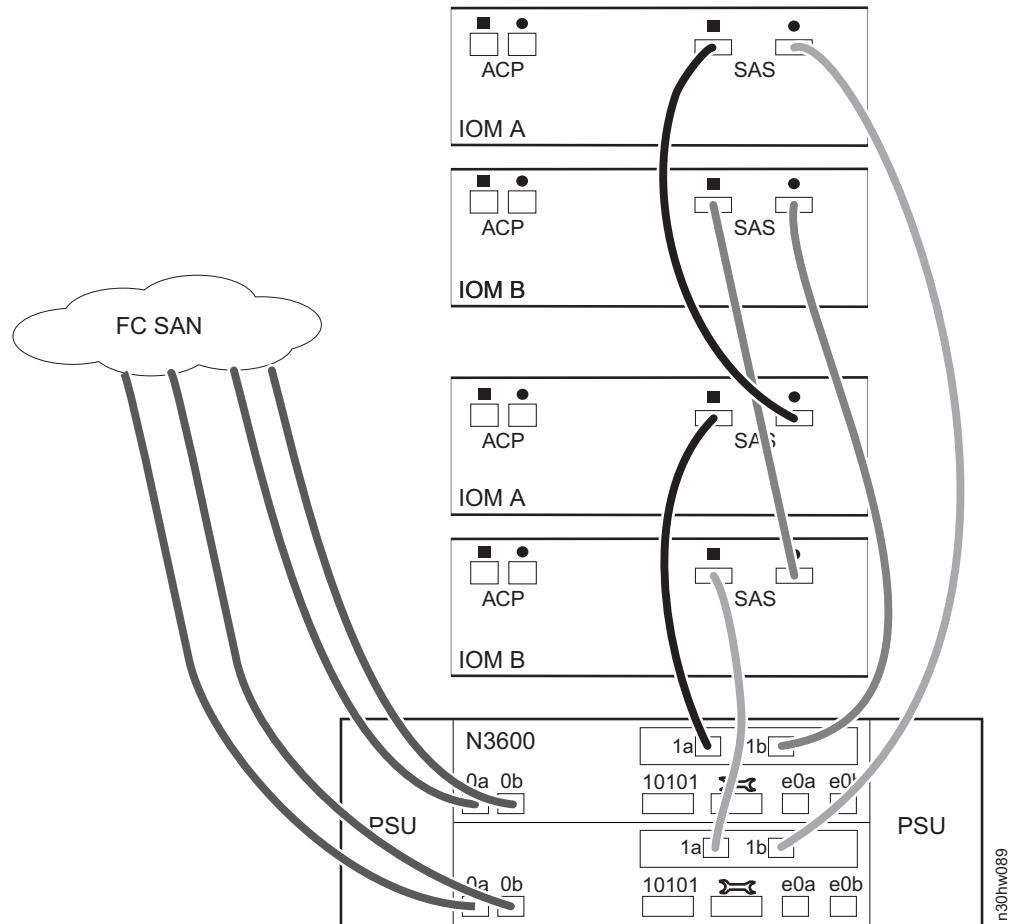 ACP SAS
IOM A
ACP SAS
IOM B
FC SAN
ACP SAS
IOM A
ACP SAS
IOM B
N3600
1a 1b
0a 0b 10101 e0a e0b
PSU PSU
1a 1b
0a 0b 10101 e0a e0b
n30hw089